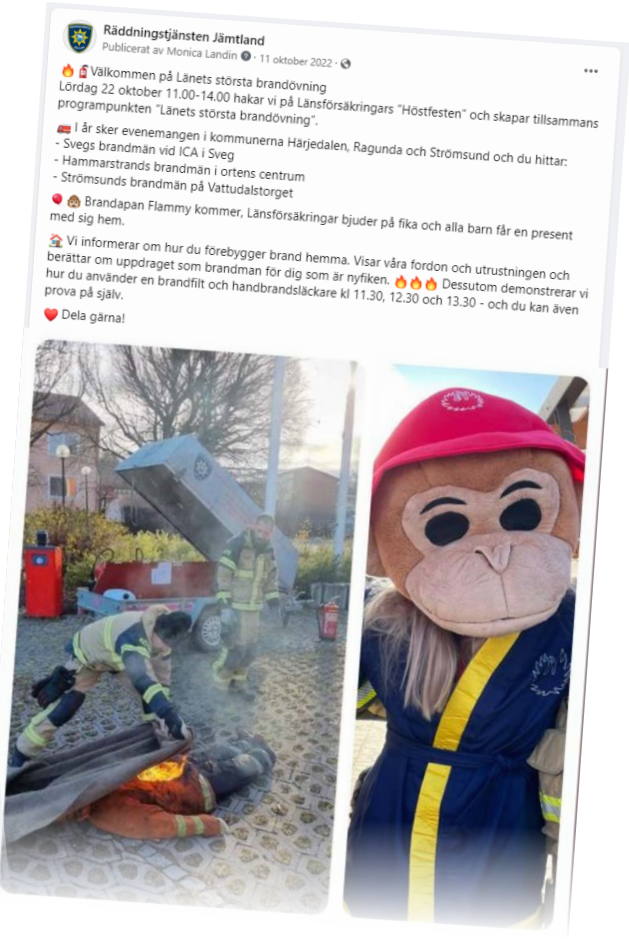 Räddningstjänsten Jämtland
Publicerat av Monica Landin · 11 oktober 2022 ·
🔥🧯Välkommen på Länets största brandövning
Lördag 22 oktober 11.00-14.00 hakar vi på Länsförsäkringars ”Höstfesten” och skapar tillsammans
programpunkten ”Länets största brandövning”.
🚒 I år sker evenemangen i kommunerna Härjedalen, Ragunda och Strömsund och du hittar:
- Svegs brandmän vid ICA i Sveg
- Hammarstrands brandmän i ortens centrum
- Strömsunds brandmän på Vattudalstorget
🎈🐵 Brandapan Flammy kommer, Länsförsäkringar bjuder på fika och alla barn får en present
med sig hem.
🏠 Vi informerar om hur du förebygger brand hemma. Visar våra fordon och utrustningen och
berättar om uppdraget som brandman för dig som är nyfiken. 🔥🔥🔥 Dessutom demonstrerar vi
hur du använder en brandfilt och handbrandsläckare kl 11.30, 12.30 och 13.30 - och du kan även
prova på själv.
❤️ Dela gärna!